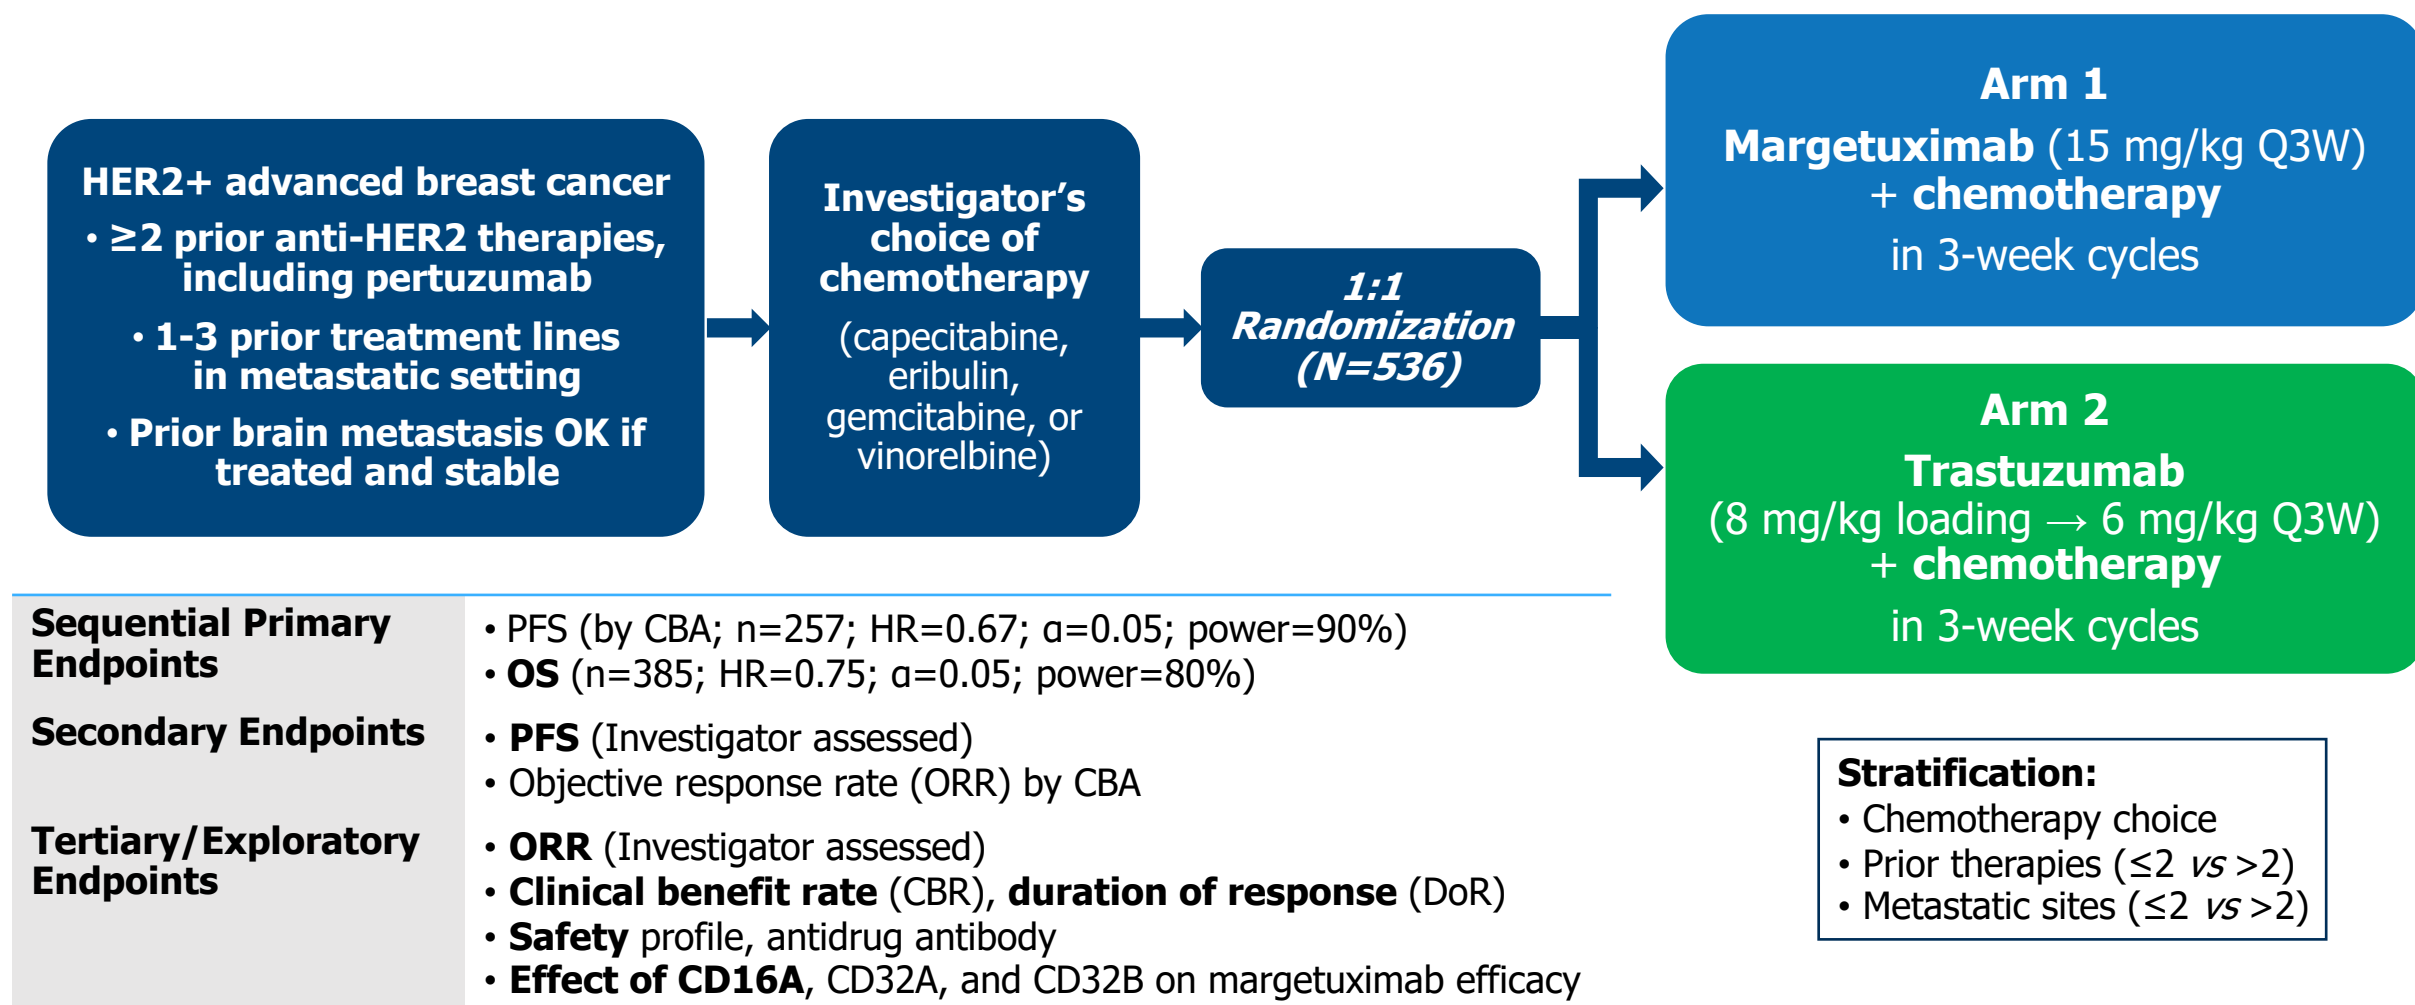 HER2+ advanced breast cancer
• ≥2 prior anti-HER2 therapies,
including pertuzumab
• 1-3 prior treatment lines
in metastatic setting
• Prior brain metastasis OK if
treated and stable
Investigator’s
choice of
chemotherapy
(capecitabine,
eribulin,
gemcitabine, or
vinorelbine)
1:1
Randomization
(N=536)
Arm 1
Margetuximab (15 mg/kg Q3W)
+ chemotherapy
in 3-week cycles
Arm 2
Trastuzumab
(8 mg/kg loading → 6 mg/kg Q3W)
+ chemotherapy
in 3-week cycles
Sequential Primary
Endpoints
• PFS (by CBA; n=257; HR=0.67; α=0.05; power=90%)
• OS (n=385; HR=0.75; α=0.05; power=80%)
Secondary Endpoints
• PFS (Investigator assessed)
• Objective response rate (ORR) by CBA
Tertiary/Exploratory
Endpoints
• ORR (Investigator assessed)
• Clinical benefit rate (CBR), duration of response (DoR)
• Safety profile, antidrug antibody
• Effect of CD16A, CD32A, and CD32B on margetuximab efficacy
Stratification:
• Chemotherapy choice
• Prior therapies (≤2 vs >2)
• Metastatic sites (≤2 vs >2)